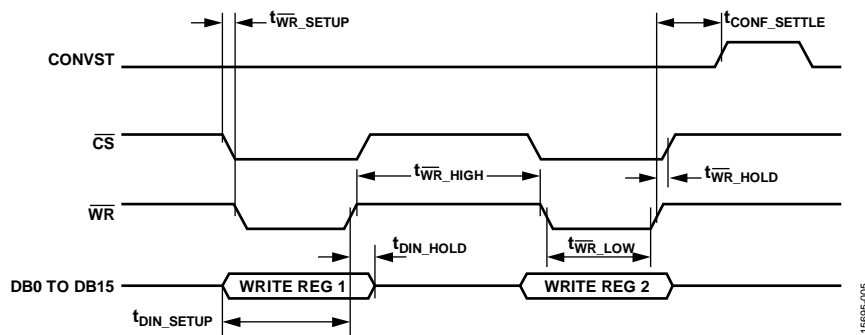 tWR_SETUP
tCONF_SETTLE
CONVST
CS
tWR_HIGH
tWR_HOLD
WR
tDIN_HOLD
tWR_LOW
DB0 TO DB15
WRITE REG 1
WRITE REG 2
tDIN_SETUP
15695-005